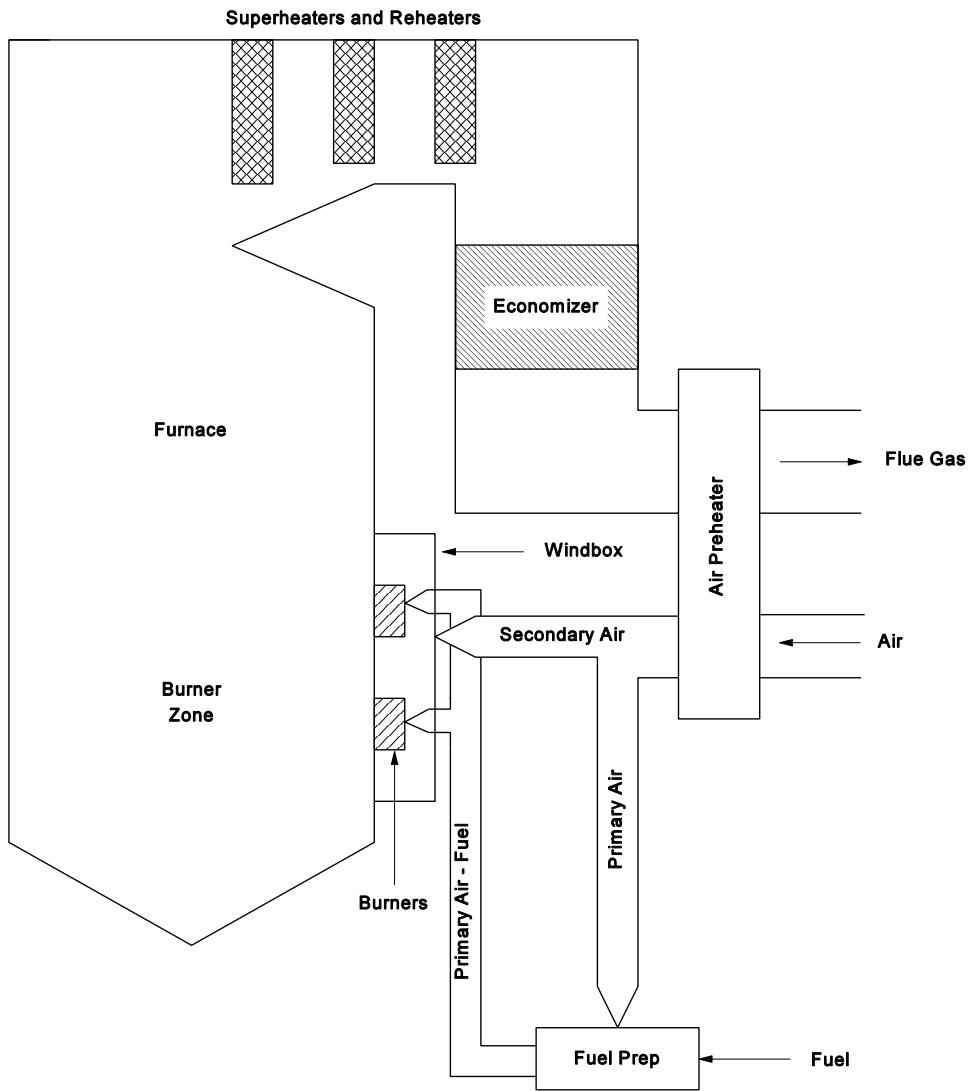 Superheaters and Reheaters
Economizer
Furnace
Flue Gas
Air Preheater
Windbox
Secondary Air
Air
Burner
Zone
Primary Air
Primary Air - Fuel
Burners
Fuel Prep
Fuel